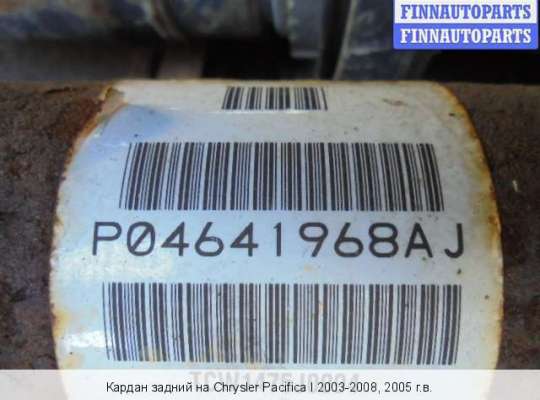 FINNAUTOPARTS
FINNAUTOPARTS
P04641968AJ
Кардан задний на Chrysler Pacifica I 2003-2008, 2005 г.в.